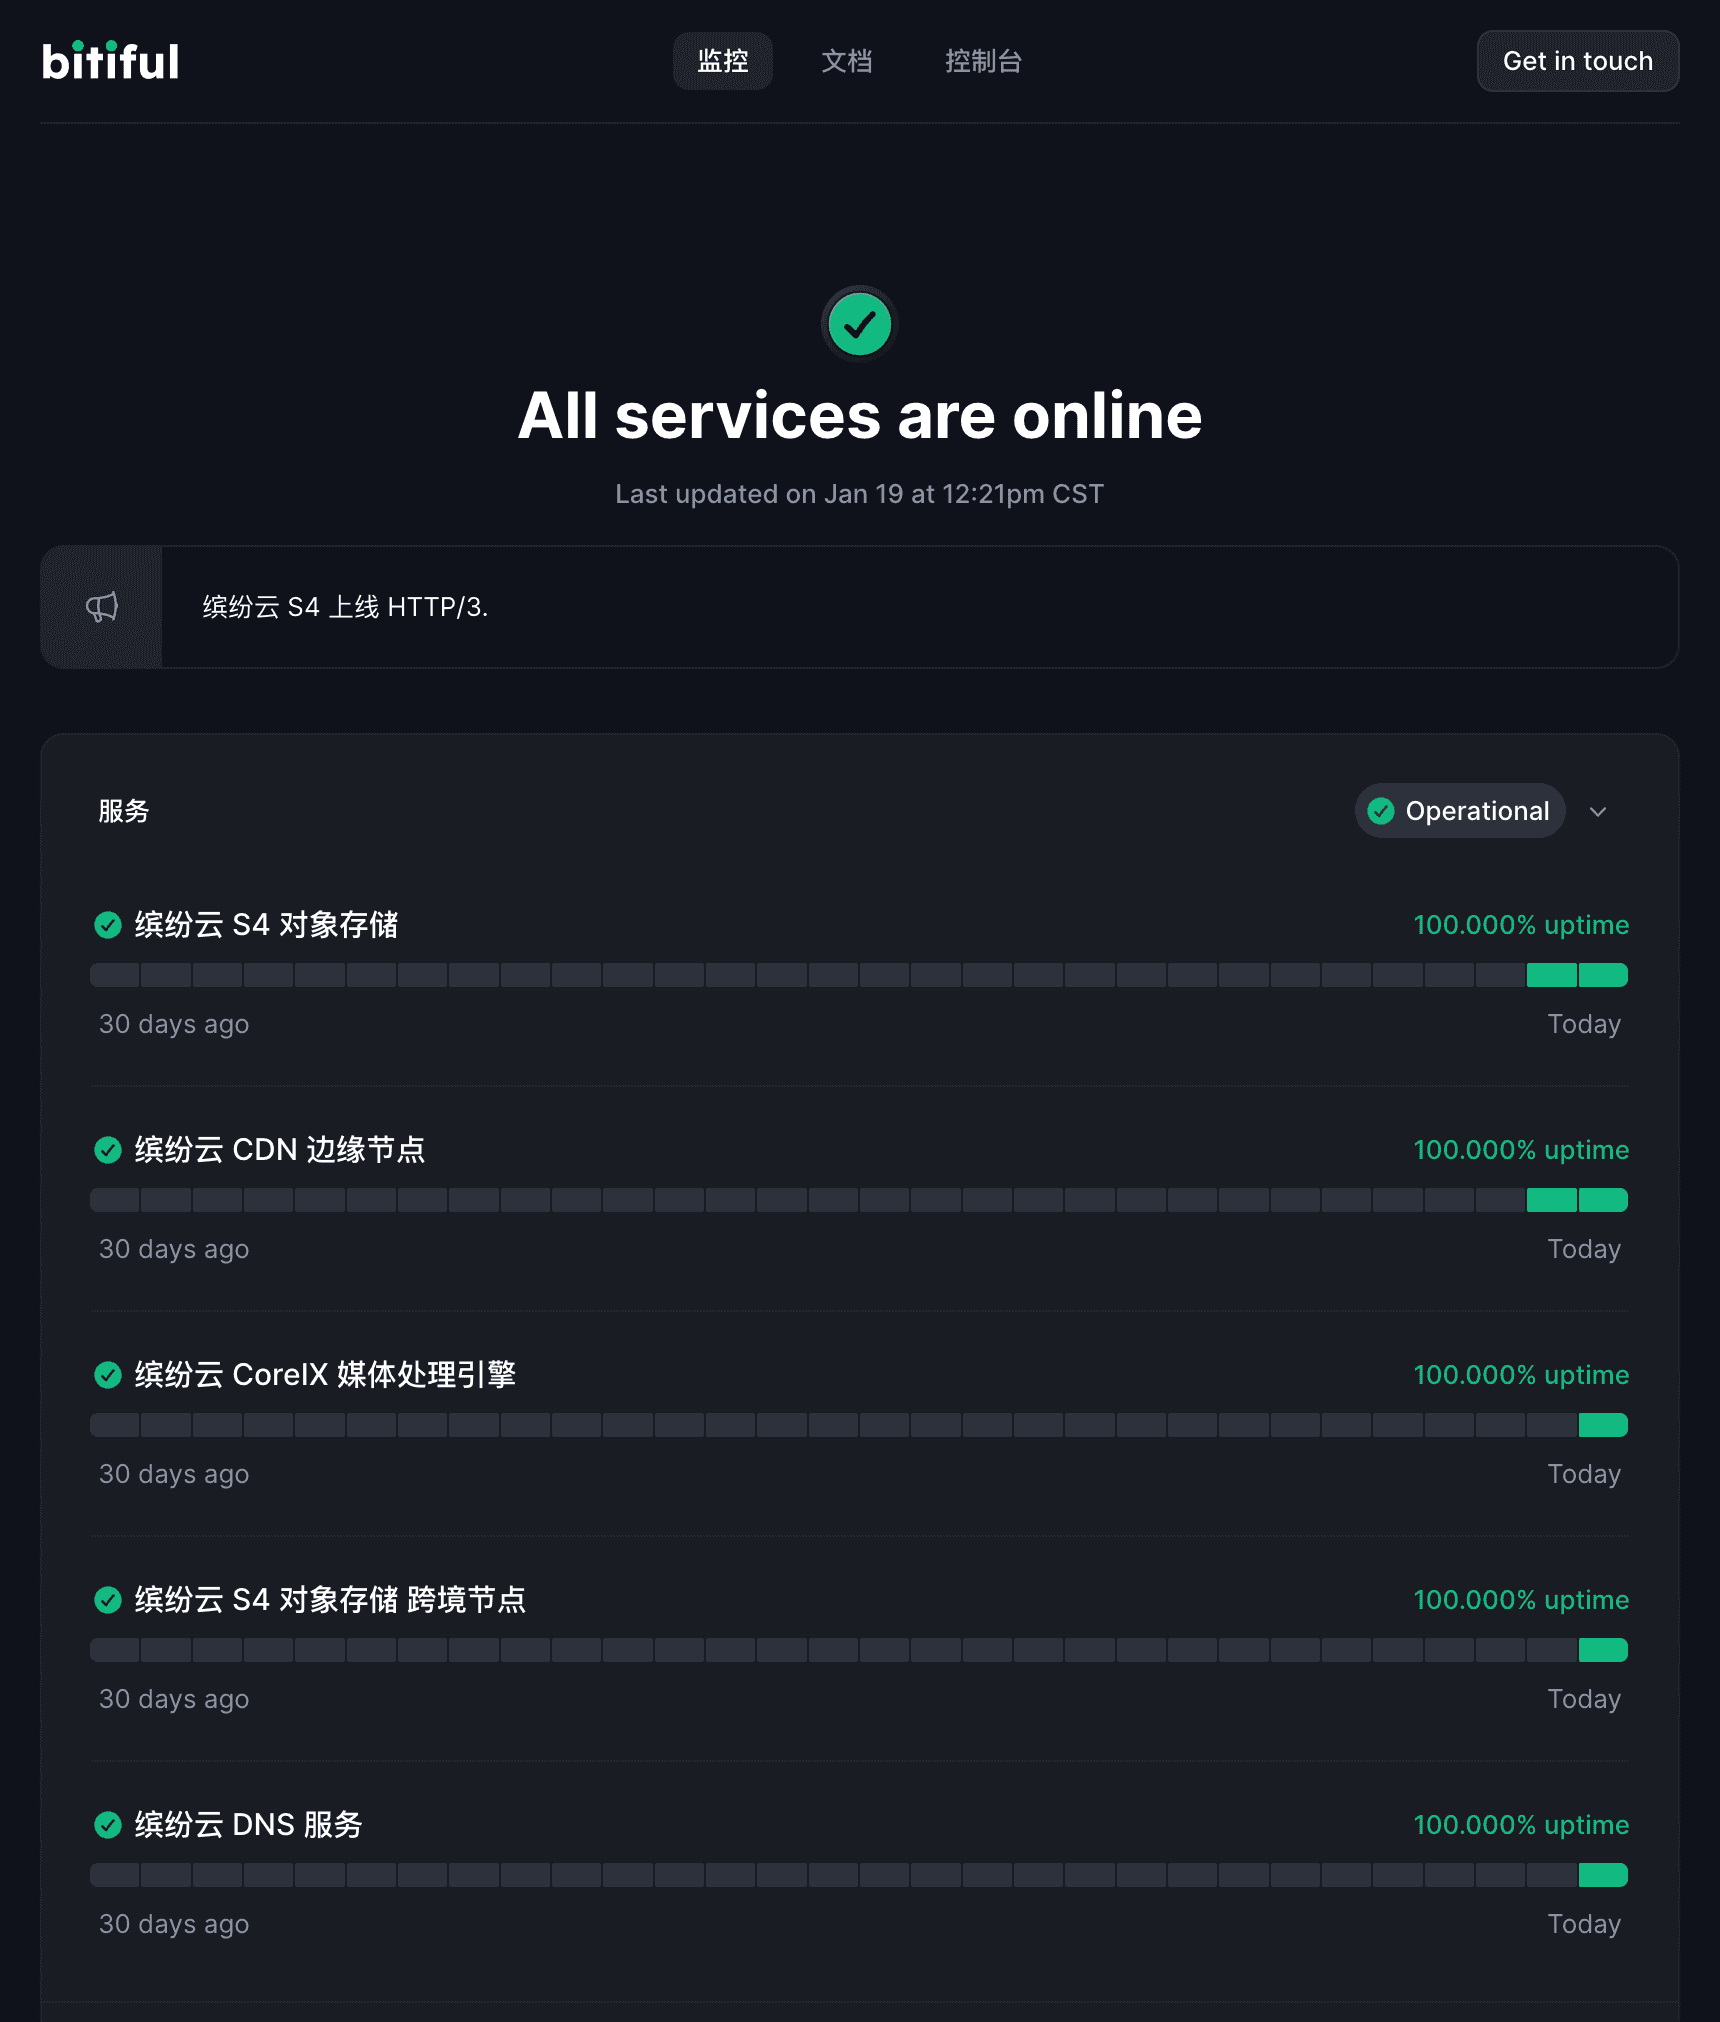 bitiful
监控
文档
控制台
Get in touch
All services are online
Last updated on Jan 19 at 12:21pm CST
缤纷云 S4 上线 HTTP/3.
服务
Operational
缤纷云 S4 对象存储
100.000% uptime
30 days ago
Today
缤纷云 CDN 边缘节点
100.000% uptime
30 days ago
Today
缤纷云 CoreIX 媒体处理引擎
100.000% uptime
30 days ago
Today
缤纷云 S4 对象存储 跨境节点
100.000% uptime
30 days ago
Today
缤纷云 DNS 服务
100.000% uptime
30 days ago
Today